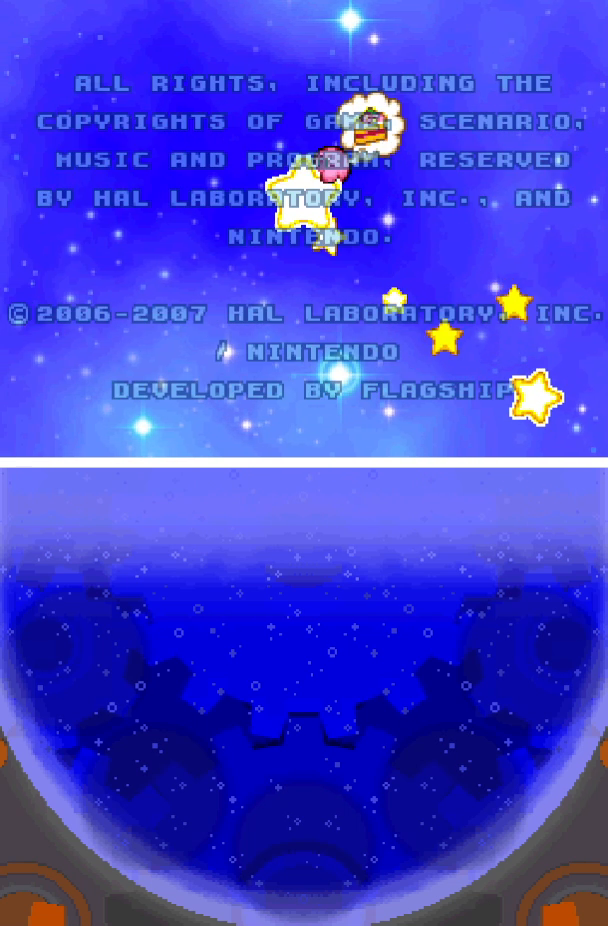 ALL RIGHTS, INCLUDING THE
COPYRIGHTS OF GAME, SCENARIO,
MUSIC AND PROGRAM, RESERVED
BY HAL LABORATORY, INC., AND
NINTENDO.
©2006-2007 HAL LABORATORY, INC.
/ NINTENDO
DEVELOPED BY FLAGSHIP